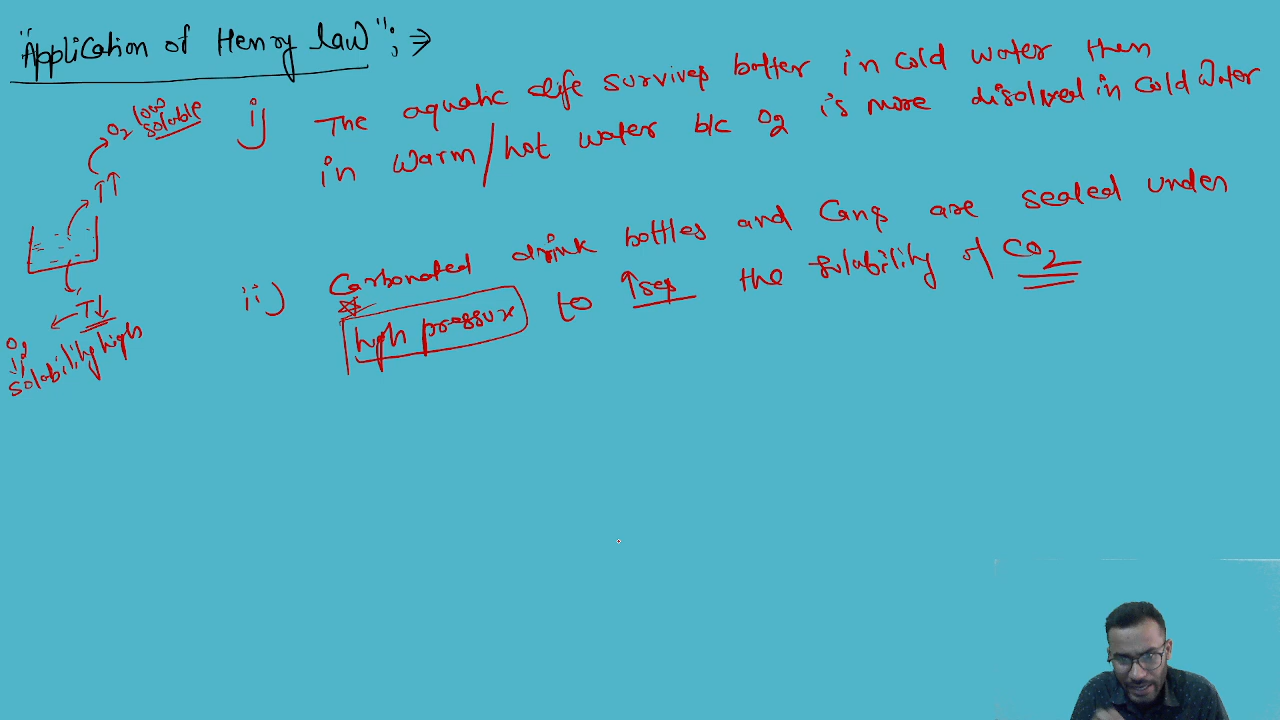 "Application of Henry law"; →
i) The aquatic life survives better in cold water then
in warm/hot water b/c O2 is more disolved in cold water
O2 low
soluble
T↑↑
T↓
O2
solubility high
ii) Carbonated drink bottles and Cans are sealed under
high pressure to ↑ses the solubility of CO2